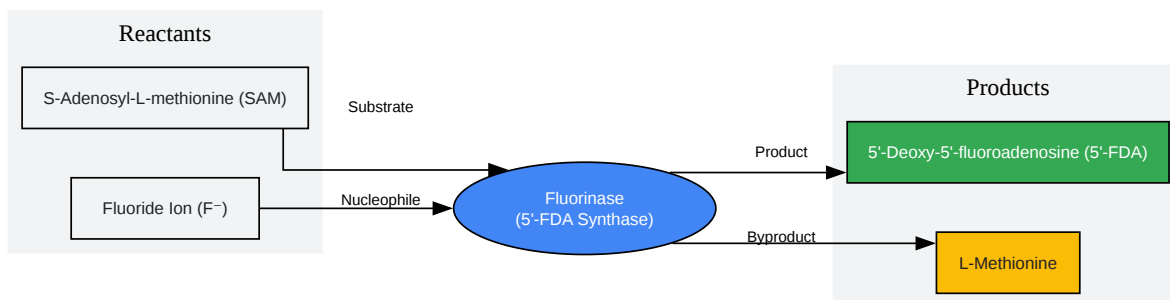 Reactants
S-Adenosyl-L-methionine (SAM)
Fluoride Ion (F⁻)
Substrate
Nucleophile
Fluorinase
(5'-FDA Synthase)
Product
Byproduct
Products
5'-Deoxy-5'-fluoroadenosine (5'-FDA)
L-Methionine